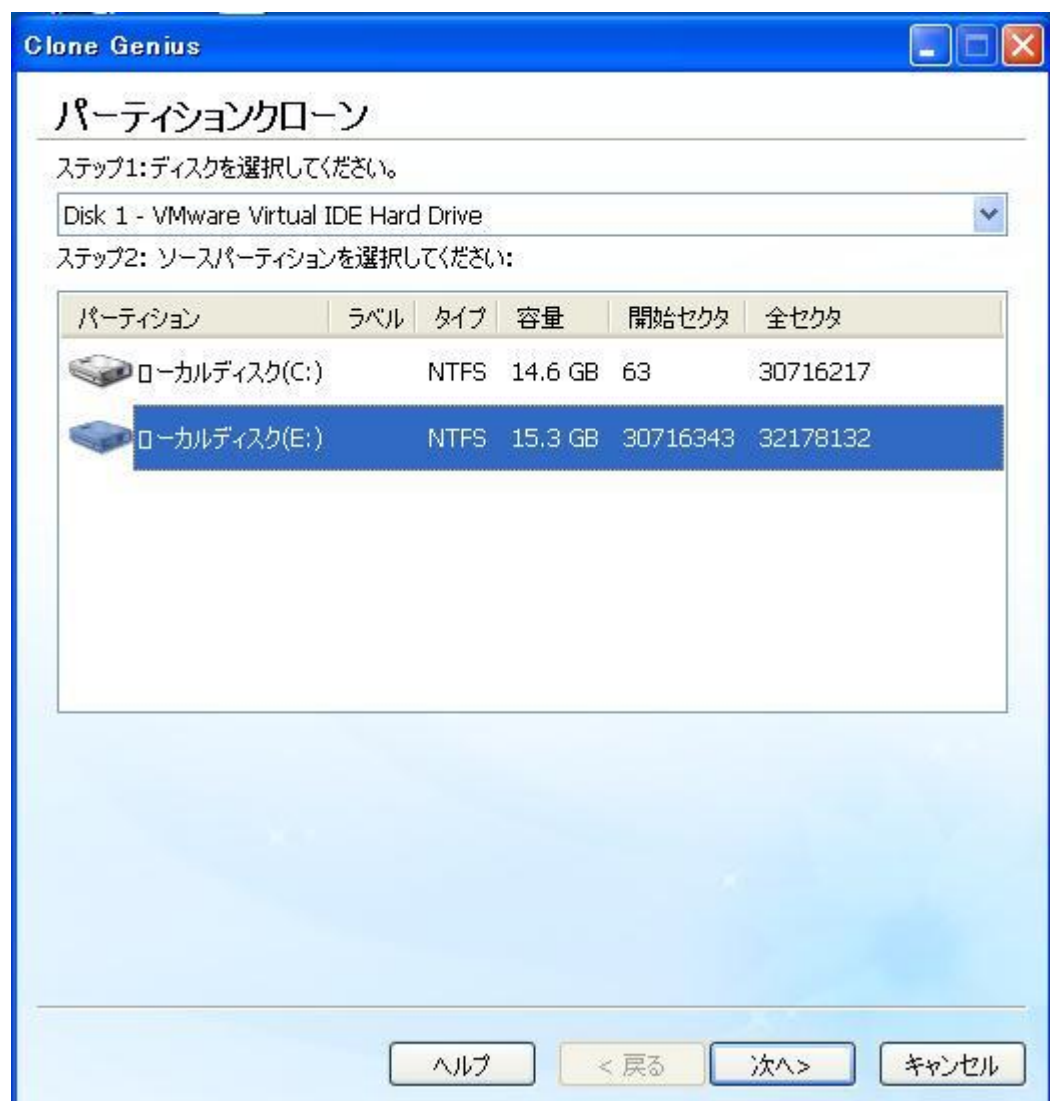 Clone Genius
パーティションクローン
ステップ1:ディスクを選択してください。
Disk 1 - VMware Virtual IDE Hard Drive
ステップ2: ソースパーティションを選択してください:
パーティション ラベル タイプ 容量 開始セクタ 全セクタ
ローカルディスク(C:) NTFS 14.6 GB 63 30716217
ローカルディスク(E:) NTFS 15.3 GB 30716343 32178132
ヘルプ < 戻る 次へ> キャンセル